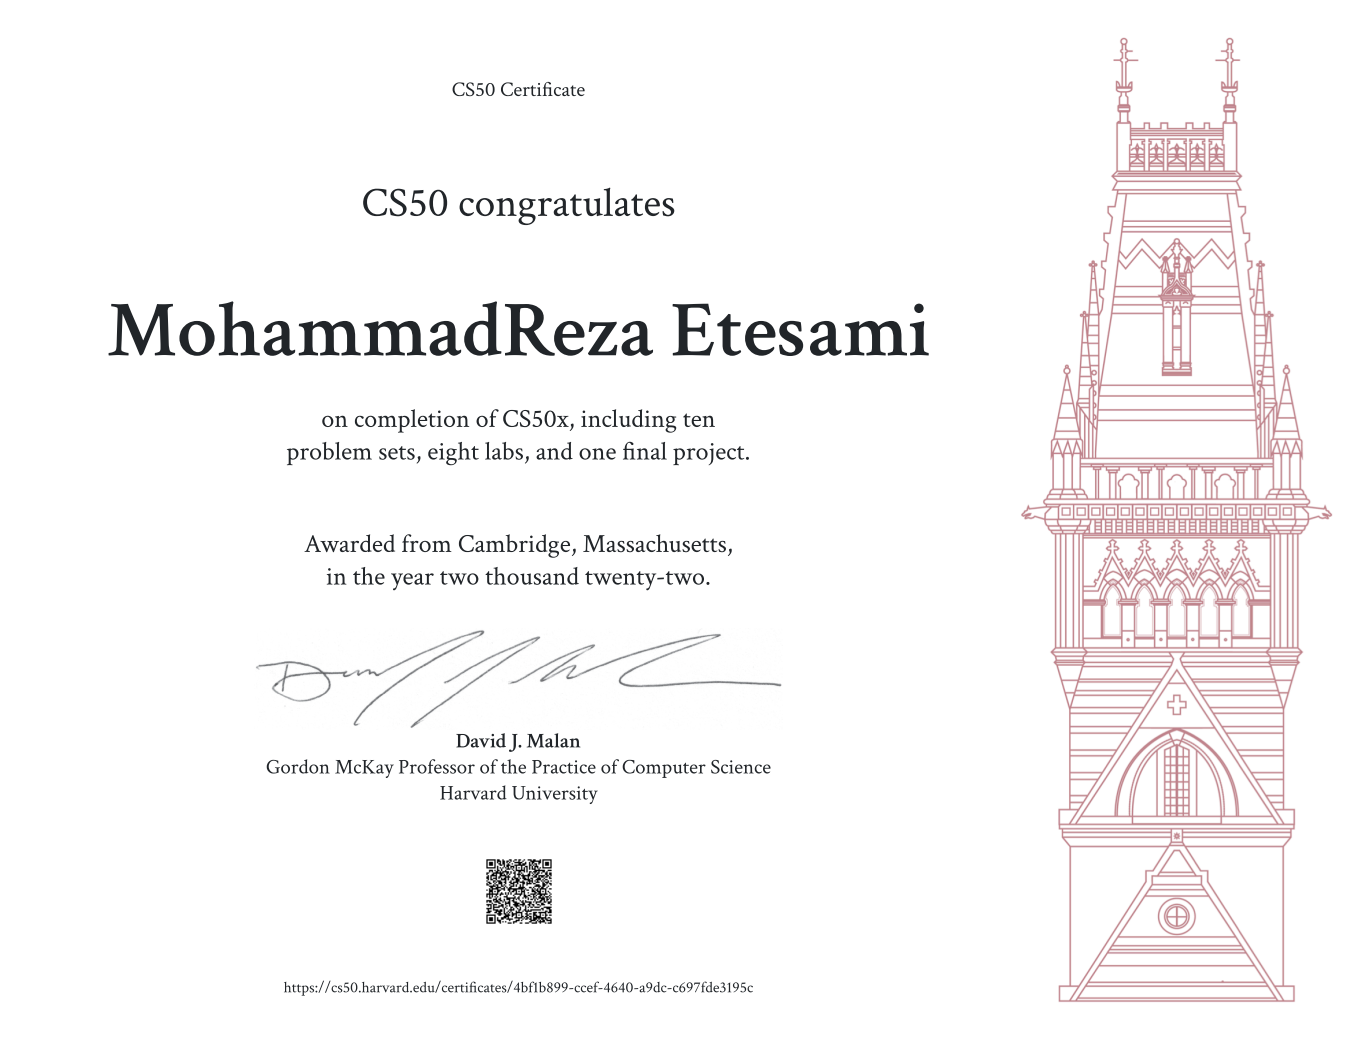 CS50 Certificate
CS50 congratulates
MohammadReza Etesami
on completion of CS50x, including ten
problem sets, eight labs, and one final project.
Awarded from Cambridge, Massachusetts,
in the year two thousand twenty-two.
David J. Malan
Gordon McKay Professor of the Practice of Computer Science
Harvard University
https://cs50.harvard.edu/certificates/4bf1b899-ccef-4640-a9dc-c697fde3195c